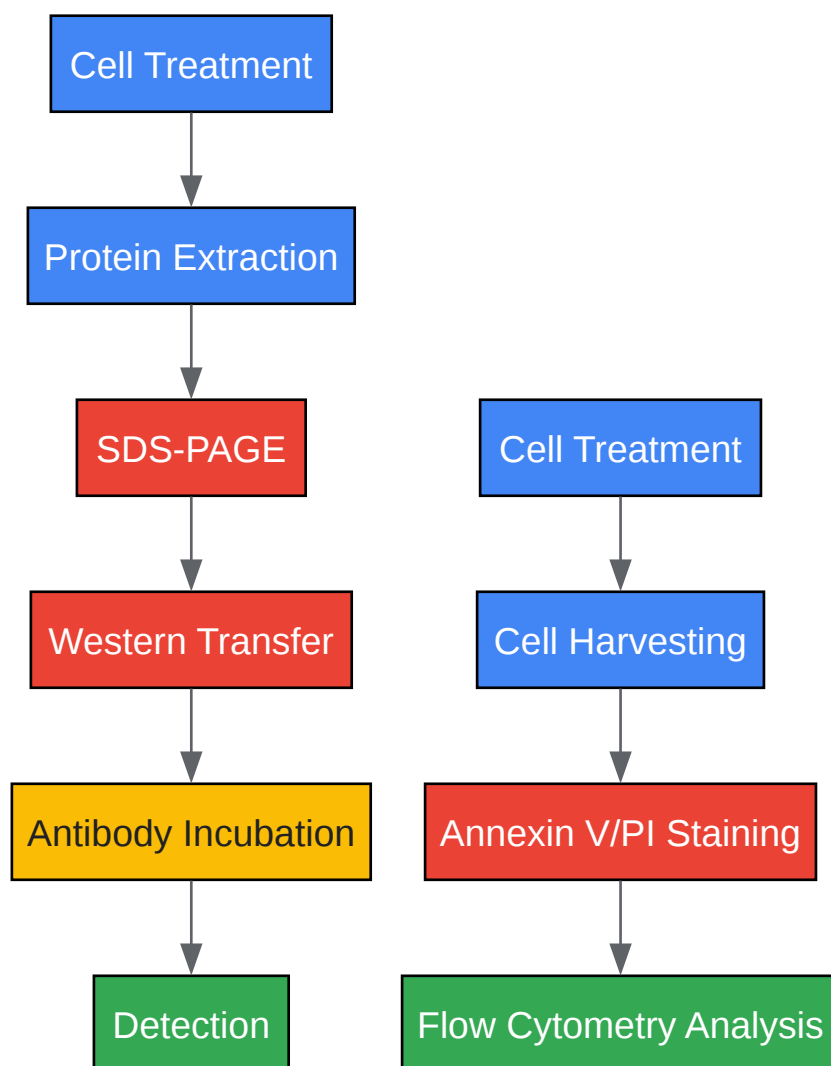 Cell Treatment
Protein Extraction
SDS-PAGE
Western Transfer
Antibody Incubation
Detection
Cell Treatment
Cell Harvesting
Annexin V/PI Staining
Flow Cytometry Analysis